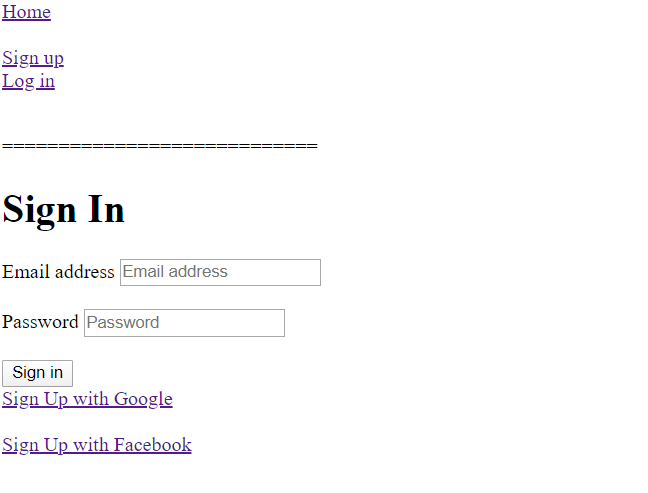 Home
Sign up
Log in
============================
Sign In
Email address Email address
Password Password
Sign in
Sign Up with Google
Sign Up with Facebook